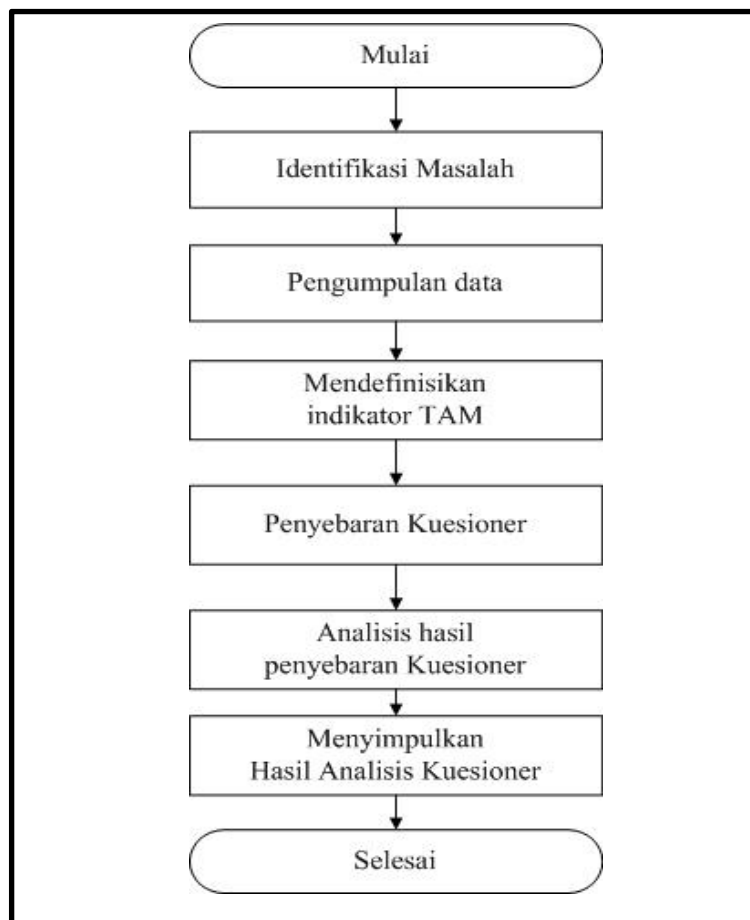 Mulai
Identifikasi Masalah
Pengumpulan data
Mendefinisikan
indikator TAM
Penyebaran Kuesioner
Analisis hasil
penyebaran Kuesioner
Menyimpulkan
Hasil Analisis Kuesioner
Selesai